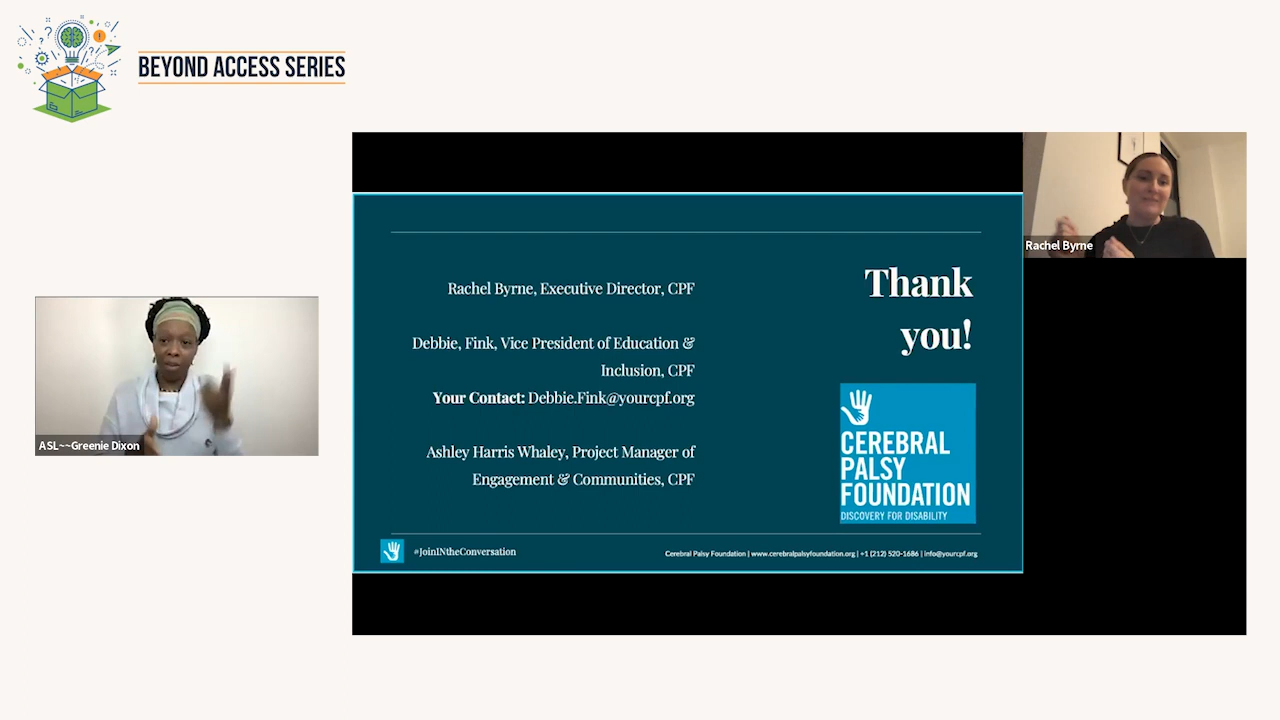 BEYOND ACCESS SERIES
Rachel Byrne
ASL~~Greenie Dixon
Rachel Byrne, Executive Director, CPF
Debbie, Fink, Vice President of Education &
Inclusion, CPF
Your Contact: Debbie.Fink@yourcpf.org
Ashley Harris Whaley, Project Manager of
Engagement & Communities, CPF
Thank
you!
CEREBRAL
PALSY
FOUNDATION
DISCOVERY FOR DISABILITY
#JoinINtheConversation
Cerebral Palsy Foundation | www.cerebralpalsyfoundation.org | +1 (212) 520-1686 | info@yourcpf.org